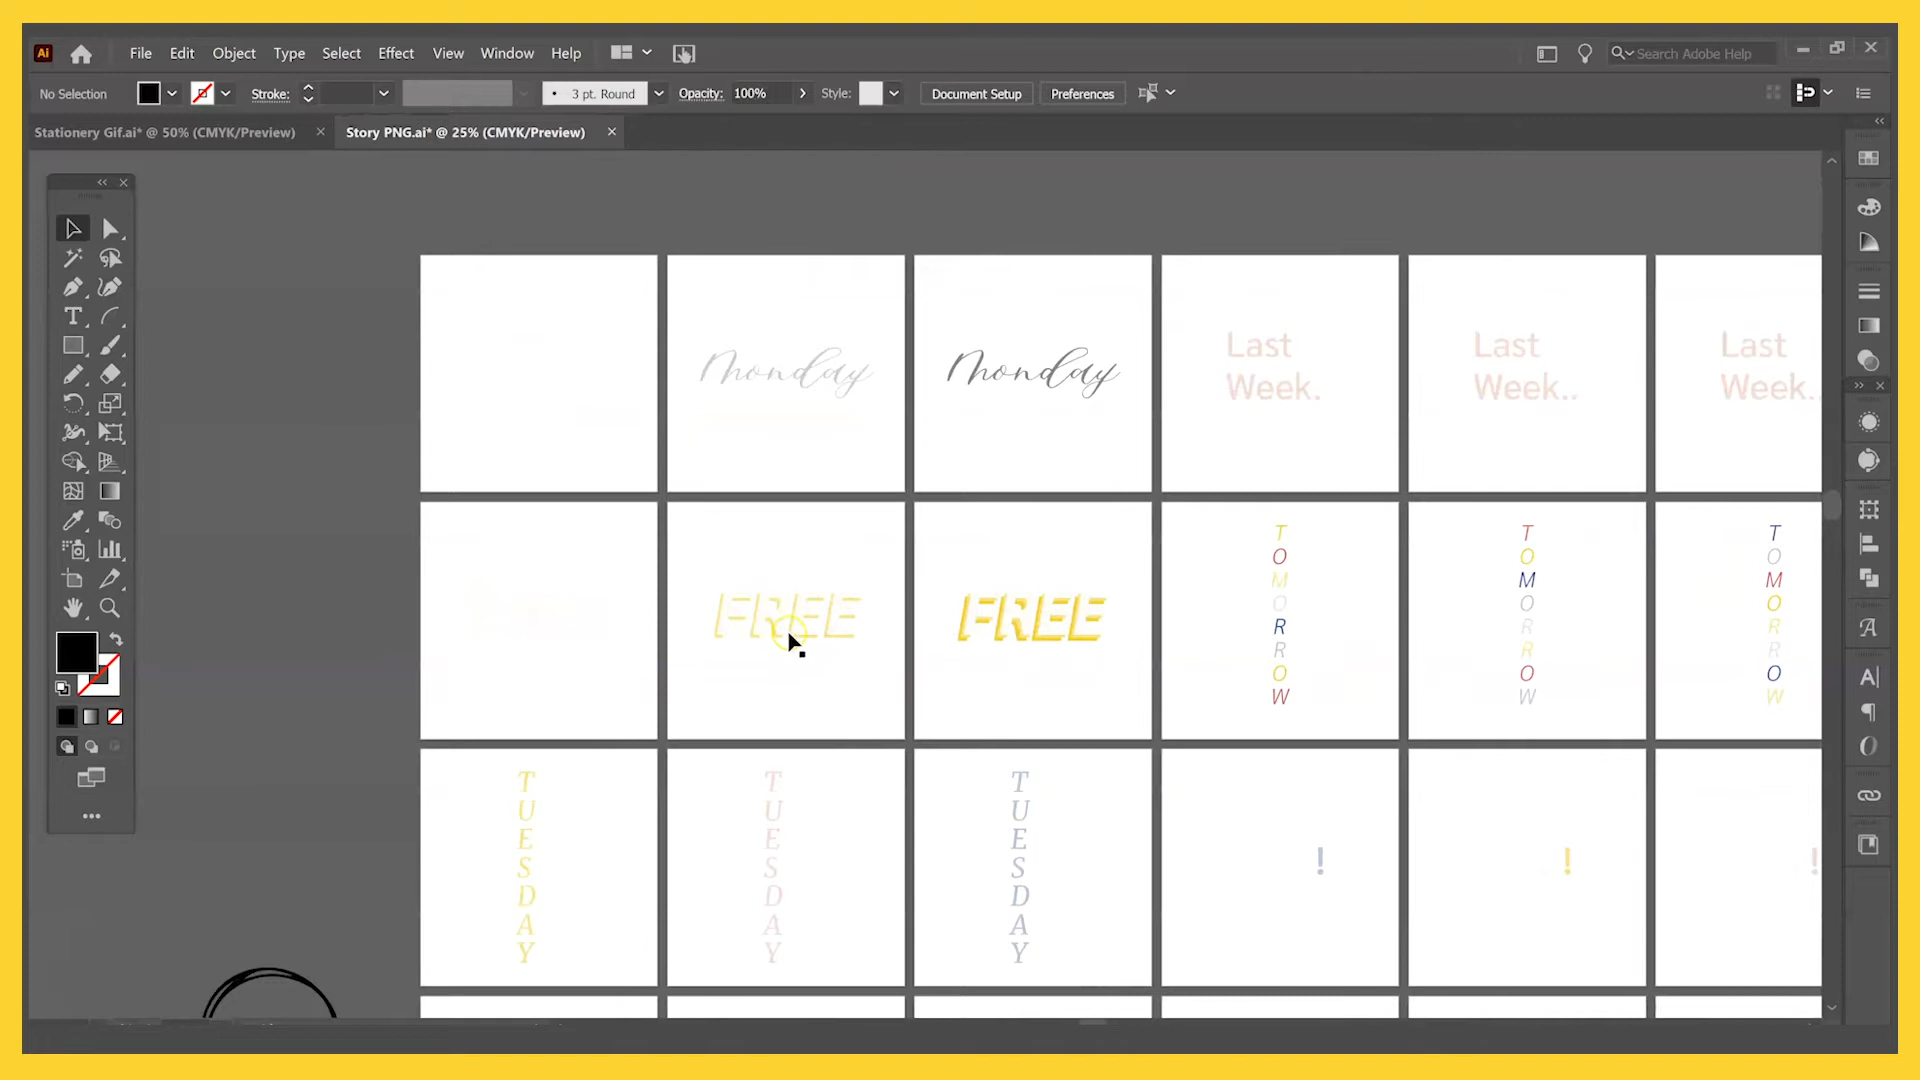 Ai
File
Edit
Object
Type
Select
Effect
View
Window
Help
Search Adobe Help
No Selection
Stroke:
3 pt. Round
Opacity:
100%
Style:
Document Setup
Preferences
Stationery Gif.ai* @ 50% (CMYK/Preview)
Story PNG.ai* @ 25% (CMYK/Preview)
Monday
Monday
Last
Week.
Last
Week..
Last
Week..
FREE
FREE
T
O
M
O
R
R
O
W
T
O
M
O
R
R
O
W
T
O
M
O
R
R
O
W
T
U
E
S
D
A
Y
T
U
E
S
D
A
Y
T
U
E
S
D
A
Y
!
!
!